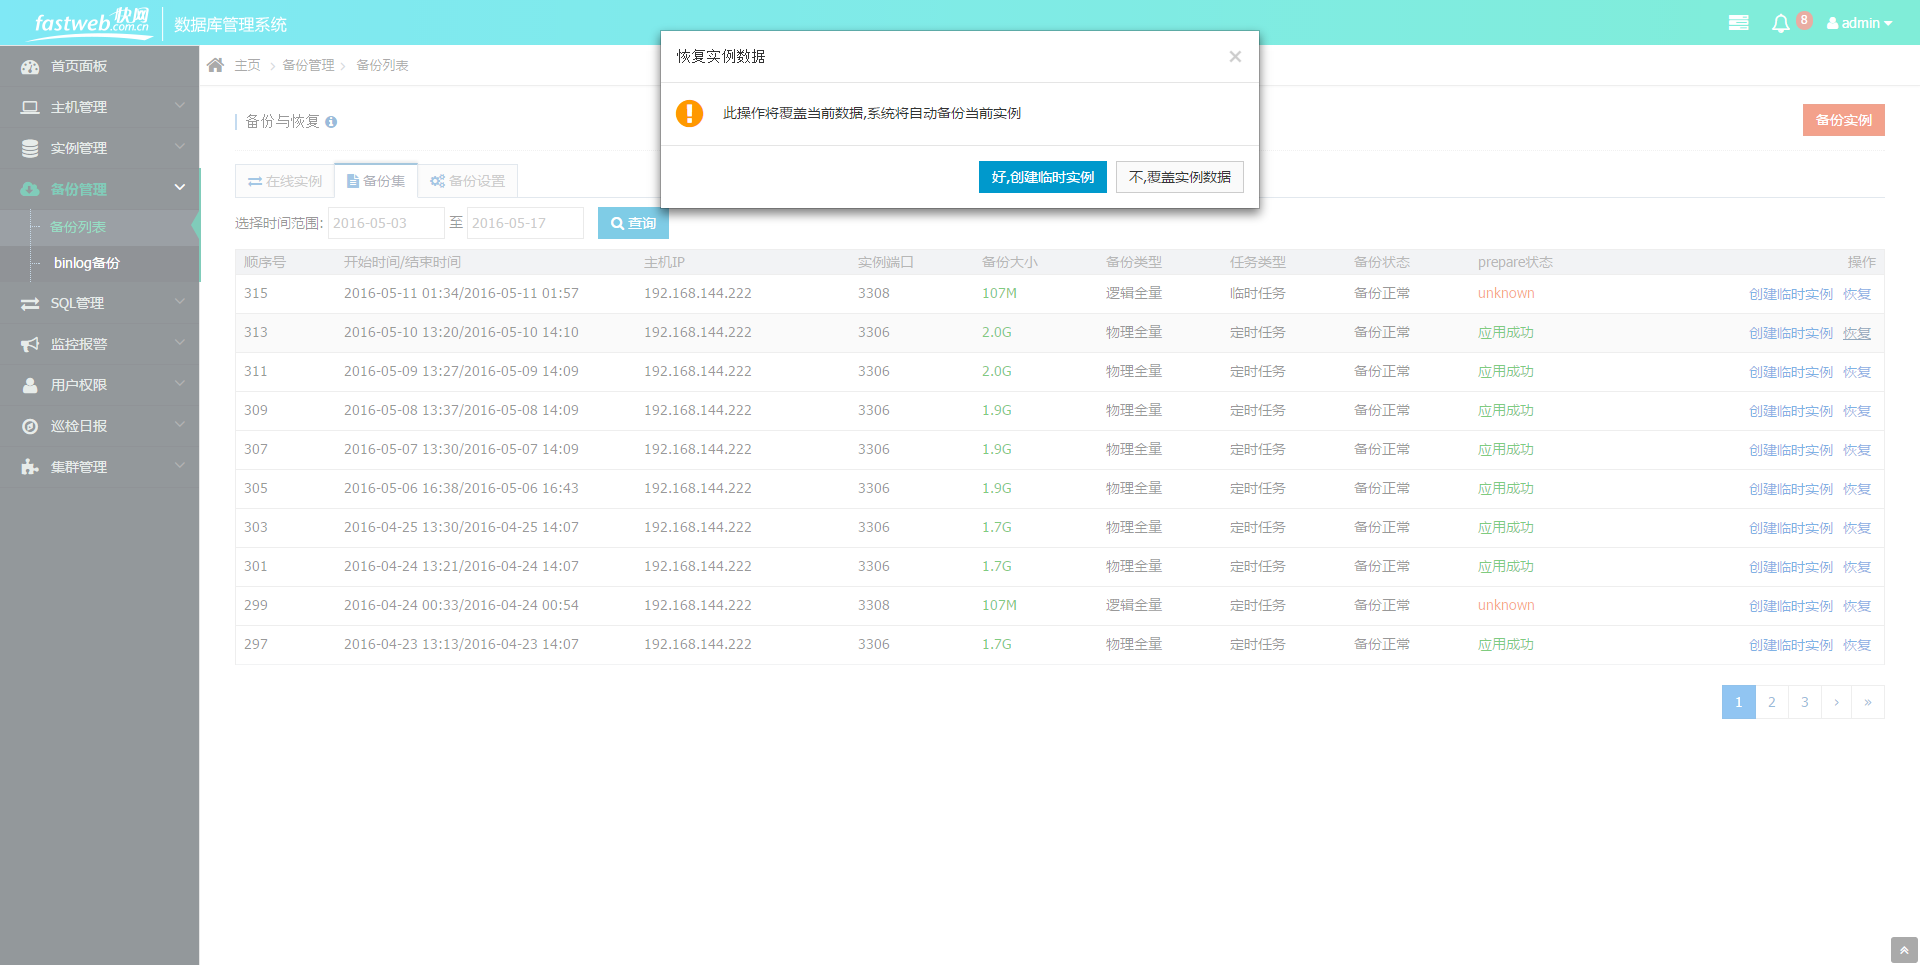 fastweb快网
.com.cn
数据库管理系统
8
admin
首页面板
主机管理
实例管理
备份管理
备份列表
binlog备份
SQL管理
监控报警
用户权限
巡检日报
集群管理
主页 > 备份管理 > 备份列表
备份与恢复
备份实例
恢复实例数据 ×
此操作将覆盖当前数据,系统将自动备份当前实例
好,创建临时实例 不,覆盖实例数据
在线实例 备份集 备份设置
选择时间范围: 2016-05-03 至 2016-05-17 查询
顺序号 开始时间/结束时间 主机IP 实例端口 备份大小 备份类型 任务类型 备份状态 prepare状态 操作
315 2016-05-11 01:34/2016-05-11 01:57 192.168.144.222 3308 107M 逻辑全量 临时任务 备份正常 unknown 创建临时实例 恢复
313 2016-05-10 13:20/2016-05-10 14:10 192.168.144.222 3306 2.0G 物理全量 定时任务 备份正常 应用成功 创建临时实例 恢复
311 2016-05-09 13:27/2016-05-09 14:09 192.168.144.222 3306 2.0G 物理全量 定时任务 备份正常 应用成功 创建临时实例 恢复
309 2016-05-08 13:37/2016-05-08 14:09 192.168.144.222 3306 1.9G 物理全量 定时任务 备份正常 应用成功 创建临时实例 恢复
307 2016-05-07 13:30/2016-05-07 14:09 192.168.144.222 3306 1.9G 物理全量 定时任务 备份正常 应用成功 创建临时实例 恢复
305 2016-05-06 16:38/2016-05-06 16:43 192.168.144.222 3306 1.9G 物理全量 定时任务 备份正常 应用成功 创建临时实例 恢复
303 2016-04-25 13:30/2016-04-25 14:07 192.168.144.222 3306 1.7G 物理全量 定时任务 备份正常 应用成功 创建临时实例 恢复
301 2016-04-24 13:21/2016-04-24 14:07 192.168.144.222 3306 1.7G 物理全量 定时任务 备份正常 应用成功 创建临时实例 恢复
299 2016-04-24 00:33/2016-04-24 00:54 192.168.144.222 3308 107M 逻辑全量 定时任务 备份正常 unknown 创建临时实例 恢复
297 2016-04-23 13:13/2016-04-23 14:07 192.168.144.222 3306 1.7G 物理全量 定时任务 备份正常 应用成功 创建临时实例 恢复
1 2 3 › »